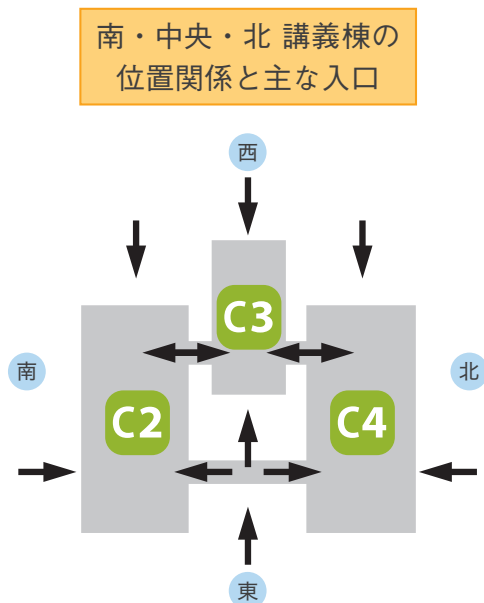 南・中央・北 講義棟の
位置関係と主な入口
西
C3
南
北
C2
C4
東